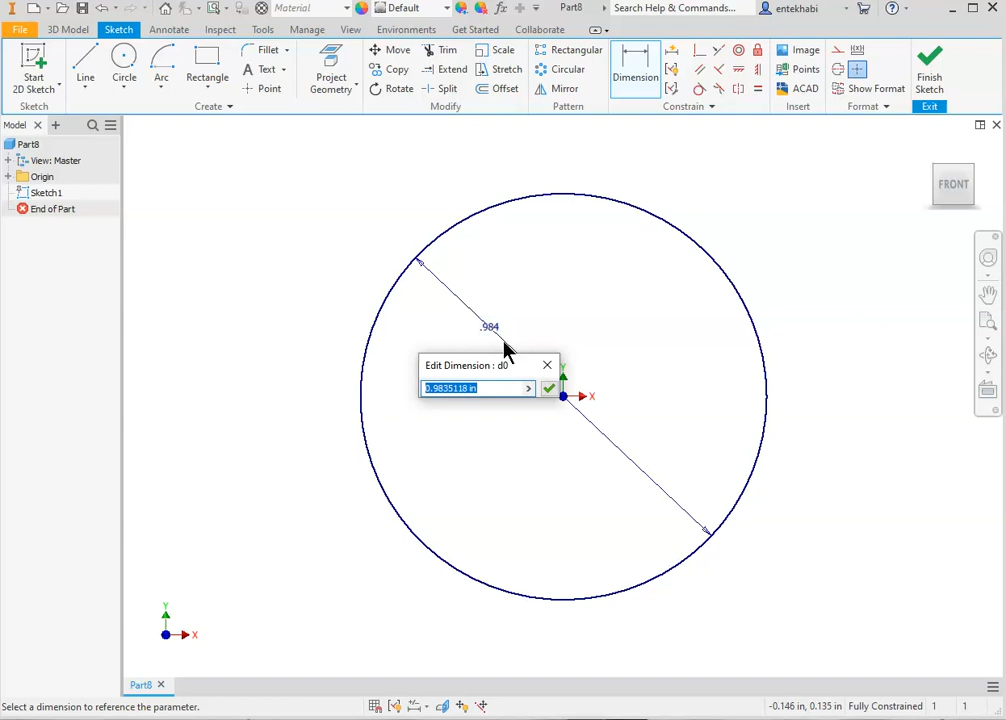 Material Default fx Part8 Search Help & Commands... entekhabi
File 3D Model Sketch Annotate Inspect Tools Manage View Environments Get Started Collaborate
Start
2D Sketch
Line
Circle
Arc
Rectangle
Fillet
Text
Point
Project
Geometry
Move
Copy
Rotate
Trim
Extend
Split
Scale
Stretch
Offset
Rectangular
Circular
Mirror
Dimension
Image
Points
ACAD
Show Format
Finish
Sketch
Sketch Create Modify Pattern Constrain Insert Format Exit
Model
Part8
View: Master
Origin
Sketch1
End of Part
FRONT
.984
Edit Dimension : d0
0.9835118 in
Y
X
Y
X
Part8
Select a dimension to reference the parameter. -0.146 in, 0.135 in Fully Constrained 1 1